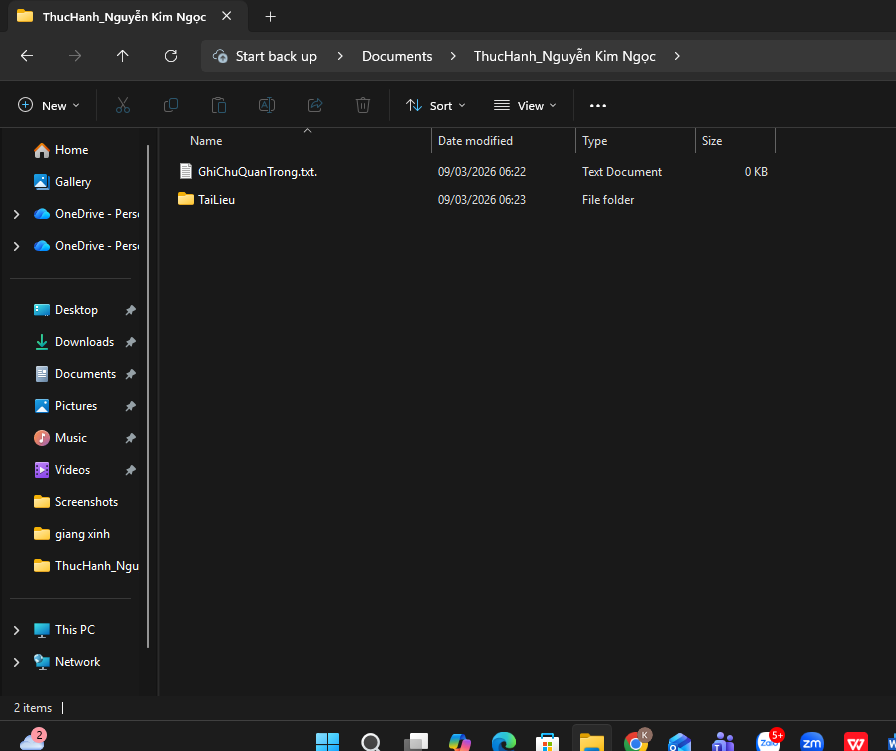 ThucHanh_Nguyễn Kim Ngọc
Start back up > Documents > ThucHanh_Nguyễn Kim Ngọc >
New Sort View
Name Date modified Type Size
GhiChuQuanTrong.txt. 09/03/2026 06:22 Text Document 0 KB
TaiLieu 09/03/2026 06:23 File folder
Home
Gallery
OneDrive - Pers
OneDrive - Pers
Desktop
Downloads
Documents
Pictures
Music
Videos
Screenshots
giang xinh
ThucHanh_Ngu
This PC
Network
2 items
2 K Zalo 5+ zm W